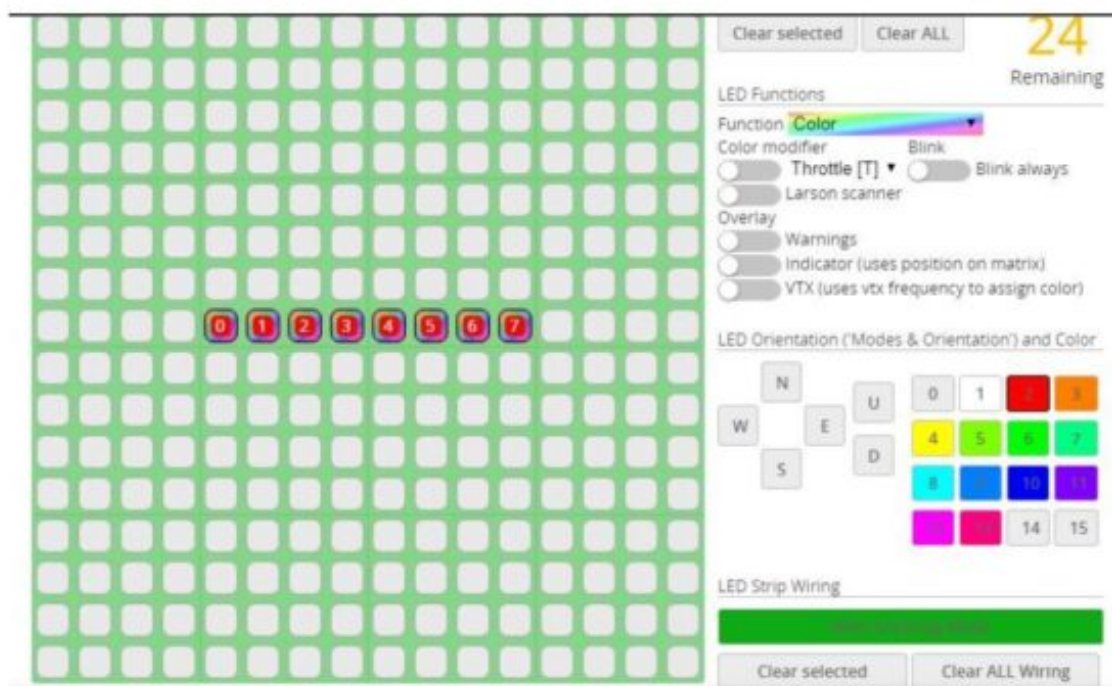 Clear selected Clear ALL
24
Remaining
LED Functions
Function Color
Color modifier Blink
Throttle [T] Blink always
Larson scanner
Overlay
Warnings
Indicator (uses position on matrix)
VTX (uses vtx frequency to assign color)
0 1 2 3 4 5 6 7
LED Orientation ('Modes & Orientation') and Color
N
U
W E
D
S
0 1 2 3
4 5 6 7
8 9 10 11
14 15
LED Strip Wiring
Clear selected Clear ALL Wiring